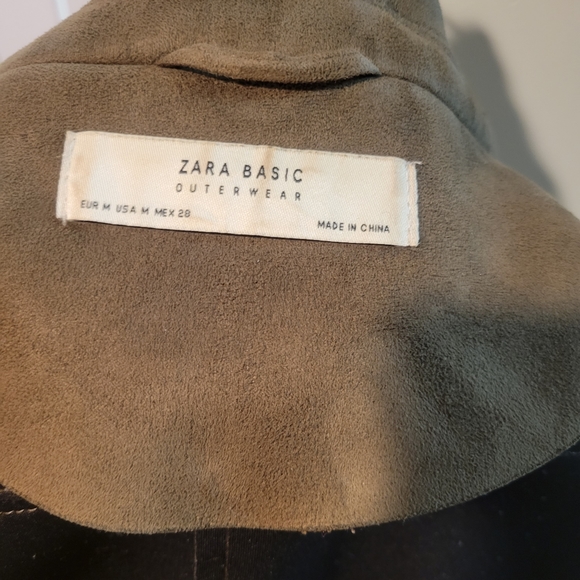 ZARA BASIC
OUTERWEAR
EUR M USA M MEX 28
MADE IN CHINA